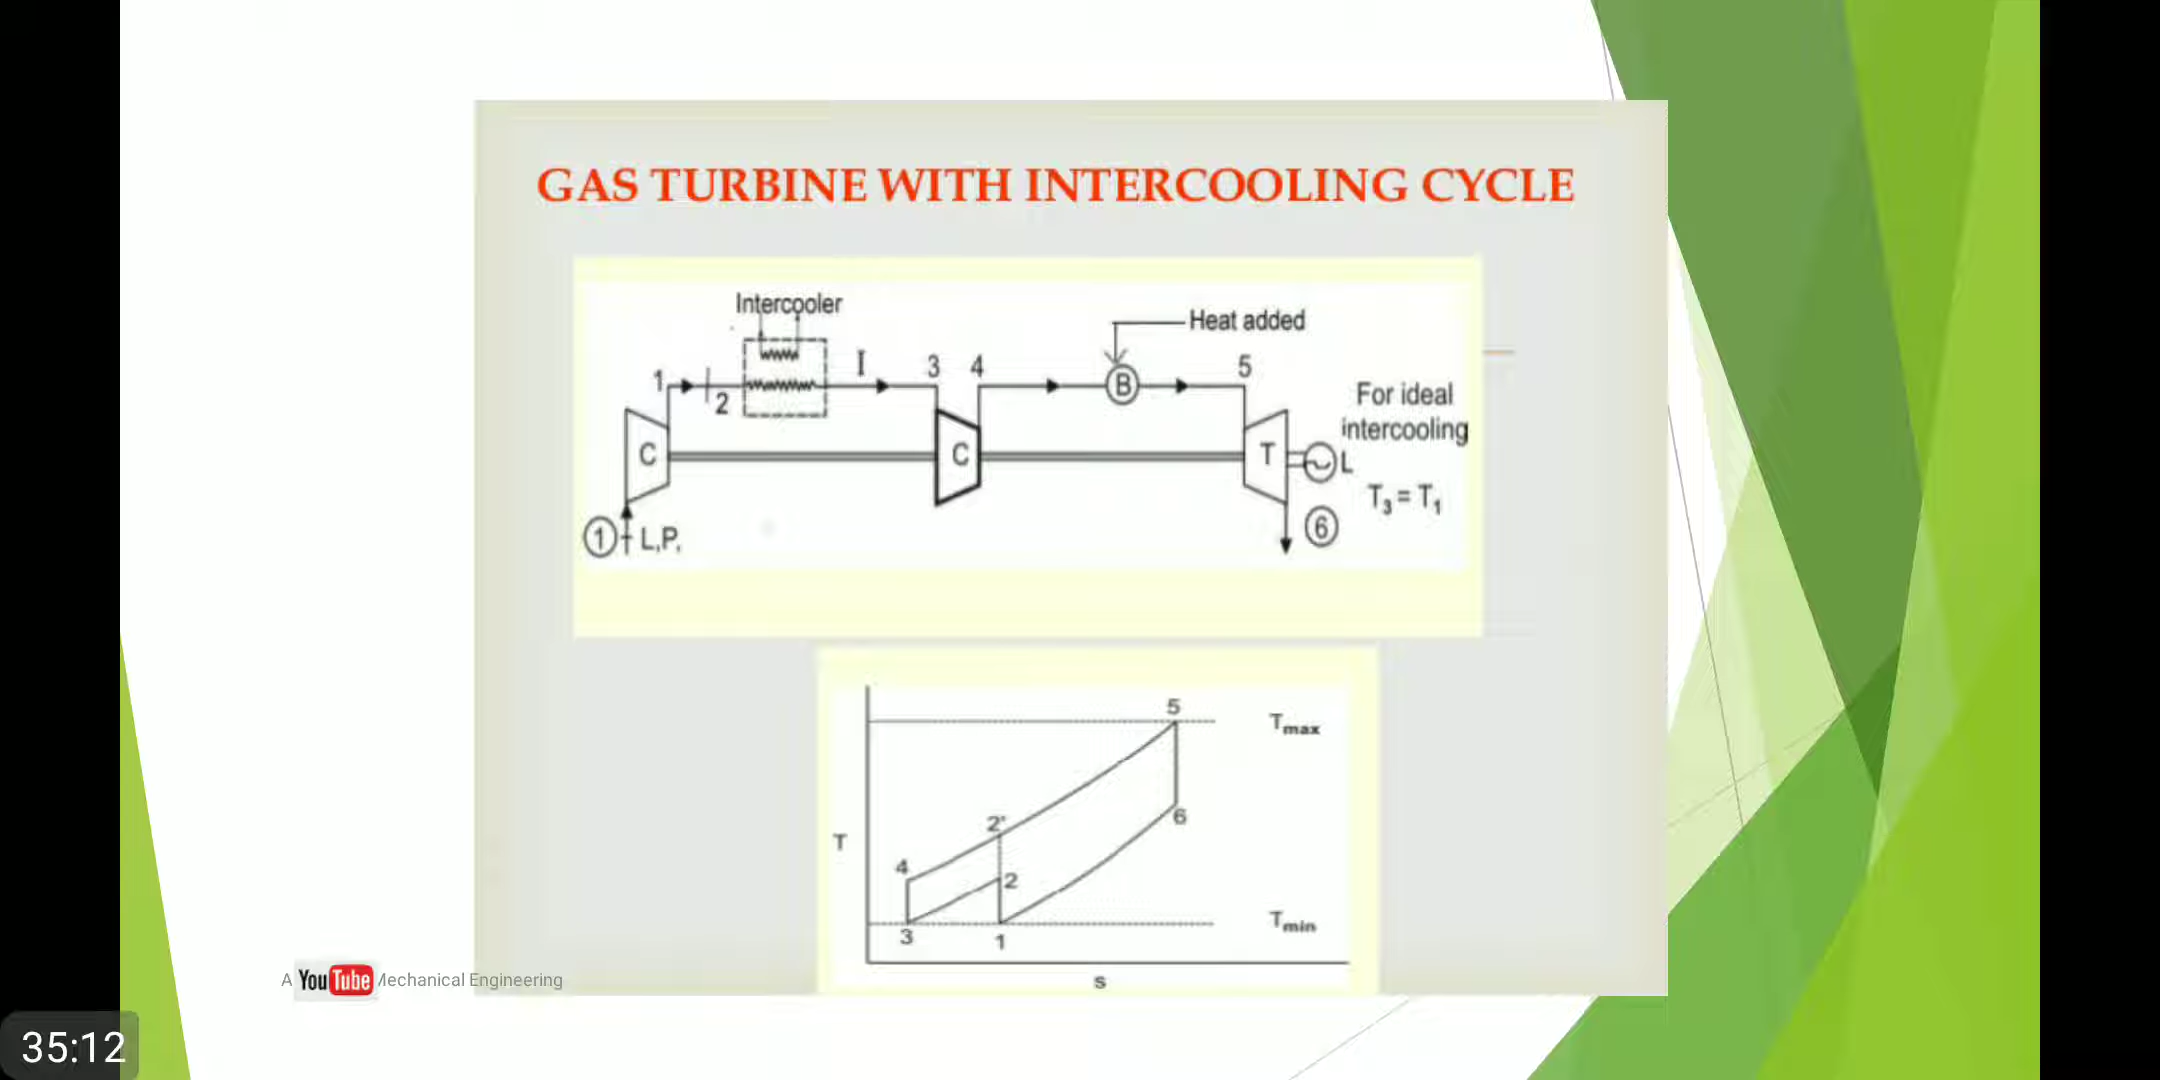 GAS TURBINE WITH INTERCOOLING CYCLE
Intercooler
Heat added
1
2
I
3 4
B
5
For ideal
intercooling
C
C
T
L
T₃ = T₁
1 L.P.
6
5
Tmax
2'
6
T
4
2
Tmin
3
1
s
A YouTube Mechanical Engineering
35:12